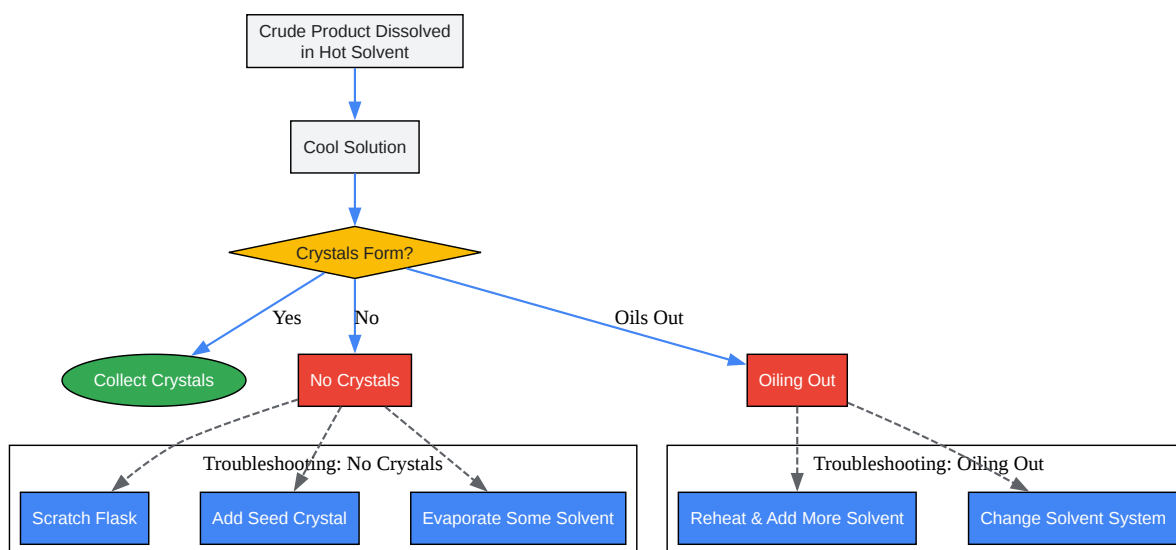 Crude Product Dissolved
in Hot Solvent
Cool Solution
Crystals Form?
Yes
No
Oils Out
Collect Crystals
No Crystals
Oiling Out
Troubleshooting: No Crystals
Troubleshooting: Oiling Out
Scratch Flask
Add Seed Crystal
Evaporate Some Solvent
Reheat & Add More Solvent
Change Solvent System